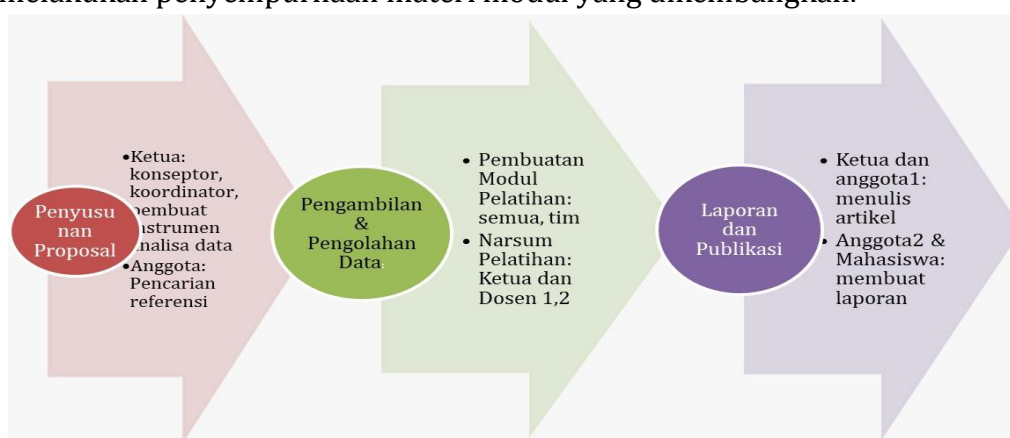 melakukan penyempurnaan materi modul yang dikembangkan.
Penyusu
nan
Proposal
•Ketua:
konseptor,
koordinator,
pembuat
instrumen
analisa data
•Anggota:
Pencarian
referensi
Pengambilan
&
Pengolahan
Data;
• Pembuatan
Modul
Pelatihan:
semua, tim
• Narsum
Pelatihan:
Ketua dan
Dosen 1,2
Laporan
dan
Publikasi
• Ketua dan
anggota1:
menulis
artikel
• Anggota2 &
Mahasiswa:
membuat
laporan